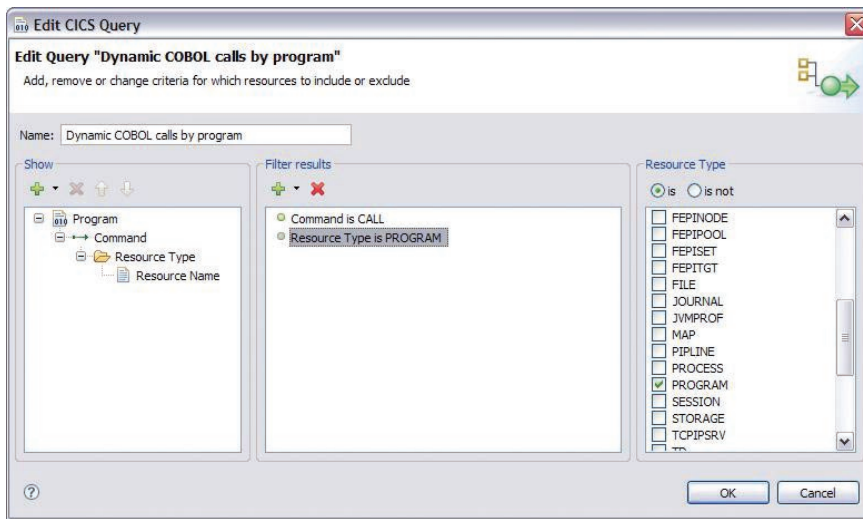 Edit CICS Query
Edit Query "Dynamic COBOL calls by program"
Add, remove or change criteria for which resources to include or exclude
Name: Dynamic COBOL calls by program
Show
Program
Command
Resource Type
Resource Name
Filter results
Command is CALL
Resource Type is PROGRAM
Resource Type
is is not
FEPINODE
FEPIPOOL
FEPISET
FEPITGT
FILE
JOURNAL
JVMPROF
MAP
PIPLINE
PROCESS
PROGRAM
SESSION
STORAGE
TCPIPSRV
OK Cancel